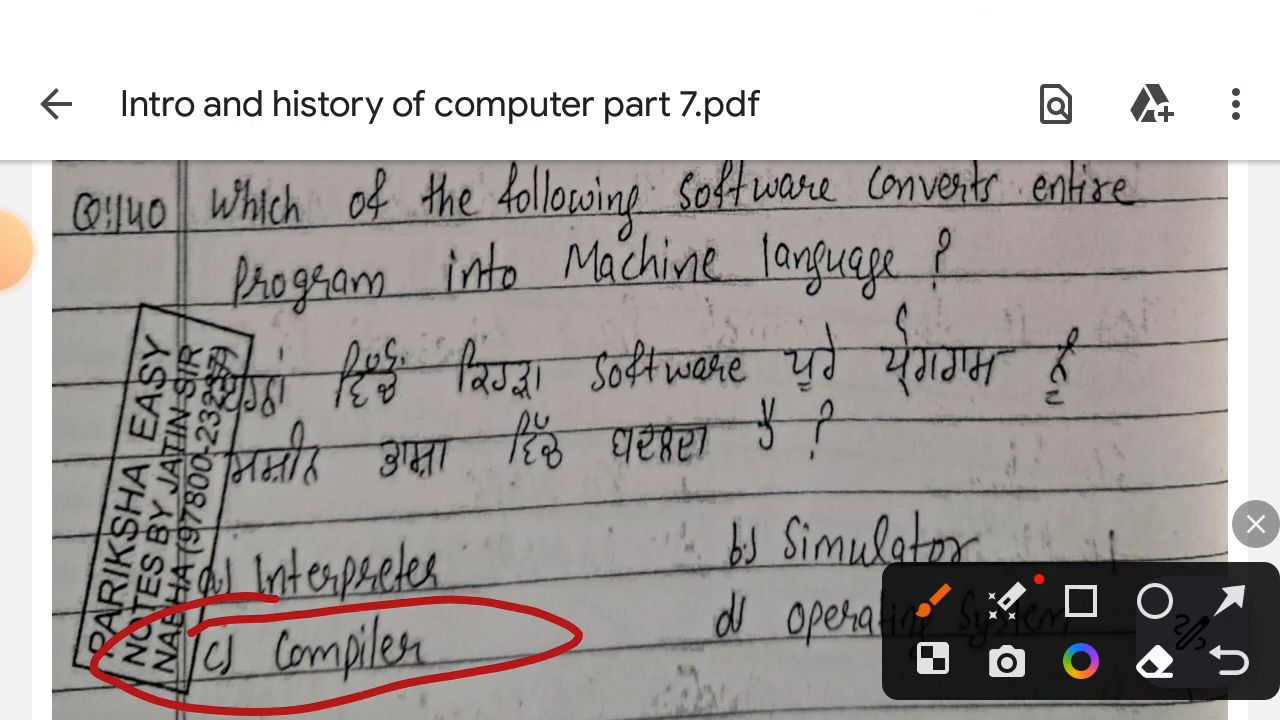 Intro and history of computer part 7.pdf
Q:140 Which of the following software converts entire
Program into Machine language ?
ਵਿੱਚੋਂ ਕਿਹੜਾ software ਪੂਰੇ ਪ੍ਰੋਗਰਾਮ ਨੂੰ
ਮਸ਼ੀਨ ਭਾਸ਼ਾ ਵਿੱਚ ਬਦਲਦਾ ਹੈ ?
PARIKSHA EASY
NOTES BY JATIN SIR
a) Interpreter
b) Simulator
c) Compiler
d) operating System